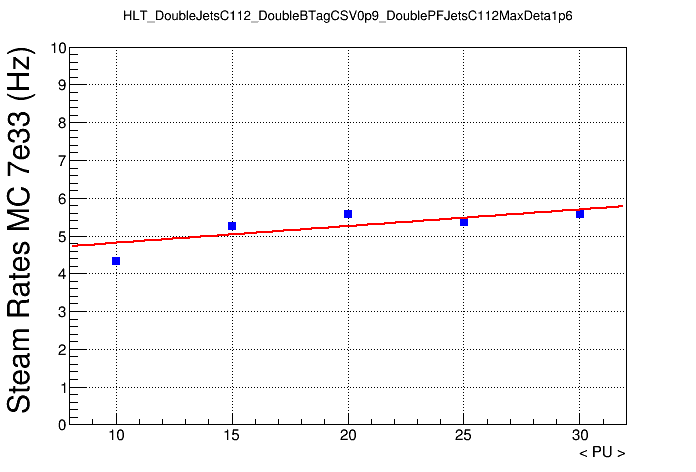 HLT_DoubleJetsC112_DoubleBTagCSV0p9_DoublePFJetsC112MaxDeta1p6
Steam Rates MC 7e33 (Hz)
10
9
8
7
6
5
4
3
2
1
0
10 15 20 25 30
< PU >